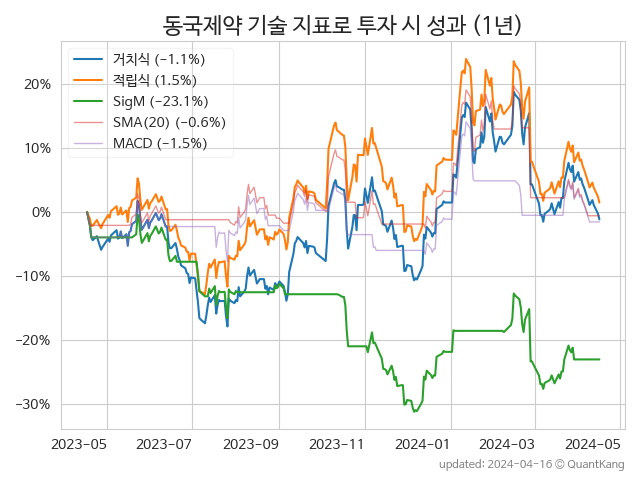 동국제약 기술 지표로 투자 시 성과 (1년)
거치식 (−1.1%)
적립식 (1.5%)
SigM (−23.1%)
SMA(20) (−0.6%)
MACD (−1.5%)
20%
10%
0%
−10%
−20%
−30%
2023-05 2023-07 2023-09 2023-11 2024-01 2024-03 2024-05
updated: 2024-04-16 © QuantKang